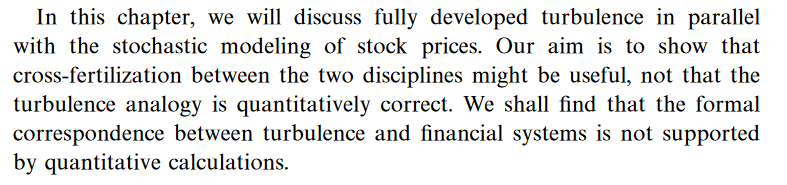 In this chapter, we will discuss fully developed turbulence in parallel
with the stochastic modeling of stock prices. Our aim is to show that
cross-fertilization between the two disciplines might be useful, not that the
turbulence analogy is quantitatively correct. We shall find that the formal
correspondence between turbulence and financial systems is not supported
by quantitative calculations.